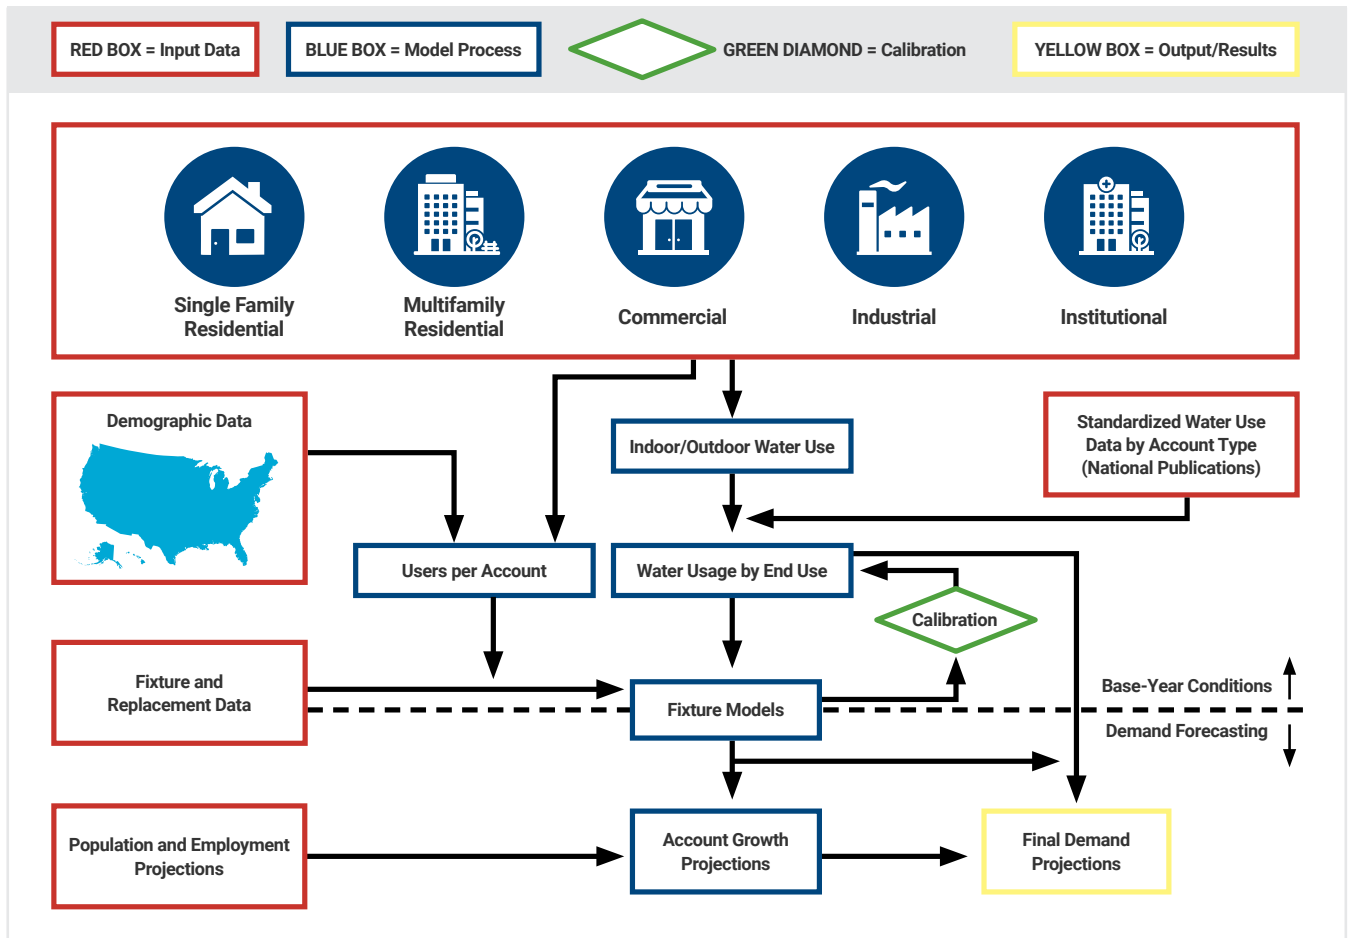 RED BOX = Input Data
BLUE BOX = Model Process
GREEN DIAMOND = Calibration
YELLOW BOX = Output/Results
Single Family
Residential
Multifamily
Residential
Commercial
Industrial
Institutional
Demographic Data
Indoor/Outdoor Water Use
Standardized Water Use
Data by Account Type
(National Publications)
Users per Account
Water Usage by End Use
Calibration
Fixture and
Replacement Data
Fixture Models
Base-Year Conditions
Demand Forecasting
Population and Employment
Projections
Account Growth
Projections
Final Demand
Projections